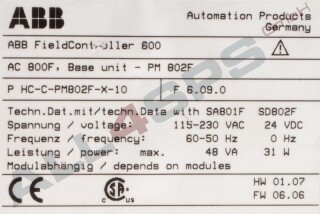 ABB
Automation Products
Germany
ABB FieldController 800
AC 800F, Base unit - PM 802F
P HC-C-PM802F-X-10 F 6.09.0
Techn.Dat.mit/techn.Data with SA801F SD802F
Spannung / voltage: 115-230 VAC 24 VDC
Frequenz / frequency: 60-50 Hz 0 Hz
Leistung / power: max. 48 VA 31 W
Modulabhängig / depends on modules
CE CSA HW 01.07
FW 06.06
ALL4SPS